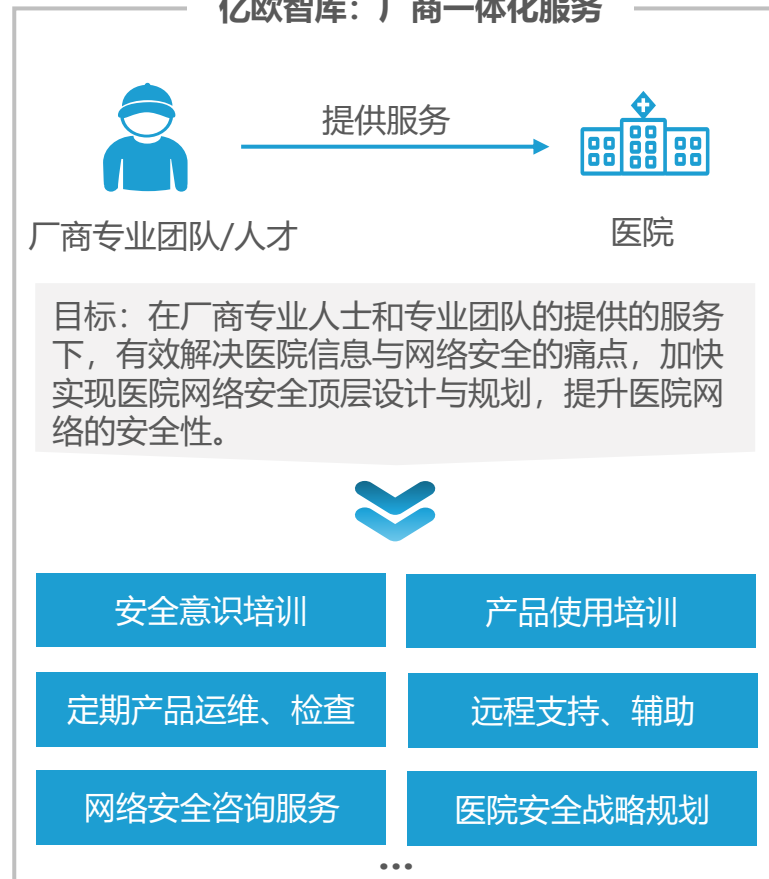 亿欧智库：厂商一体化服务
提供服务
厂商专业团队/人才
医院
目标：在厂商专业人士和专业团队的提供的服务
下，有效解决医院信息与网络安全的痛点，加快
实现医院网络安全顶层设计与规划，提升医院网
络的安全性。
安全意识培训
产品使用培训
定期产品运维、检查
远程支持、辅助
网络安全咨询服务
医院安全战略规划
...